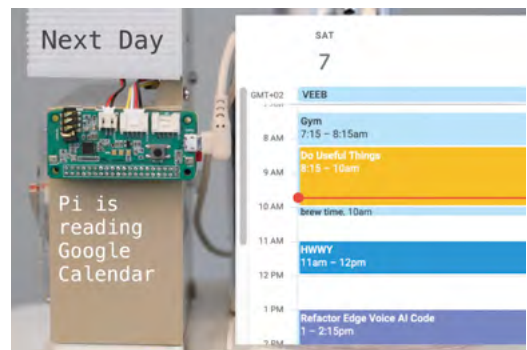 Next Day
Pi is
reading
Google
Calendar
SAT
7
GMT+02
VEEB
Gym
7:15 – 8:15am
8 AM
Do Useful Things
8:15 – 10am
9 AM
10 AM
brew time, 10am
11 AM
HWWY
11am – 12pm
12 PM
1 PM
Refactor Edge Voice AI Code
1 – 2:15pm
2 PM